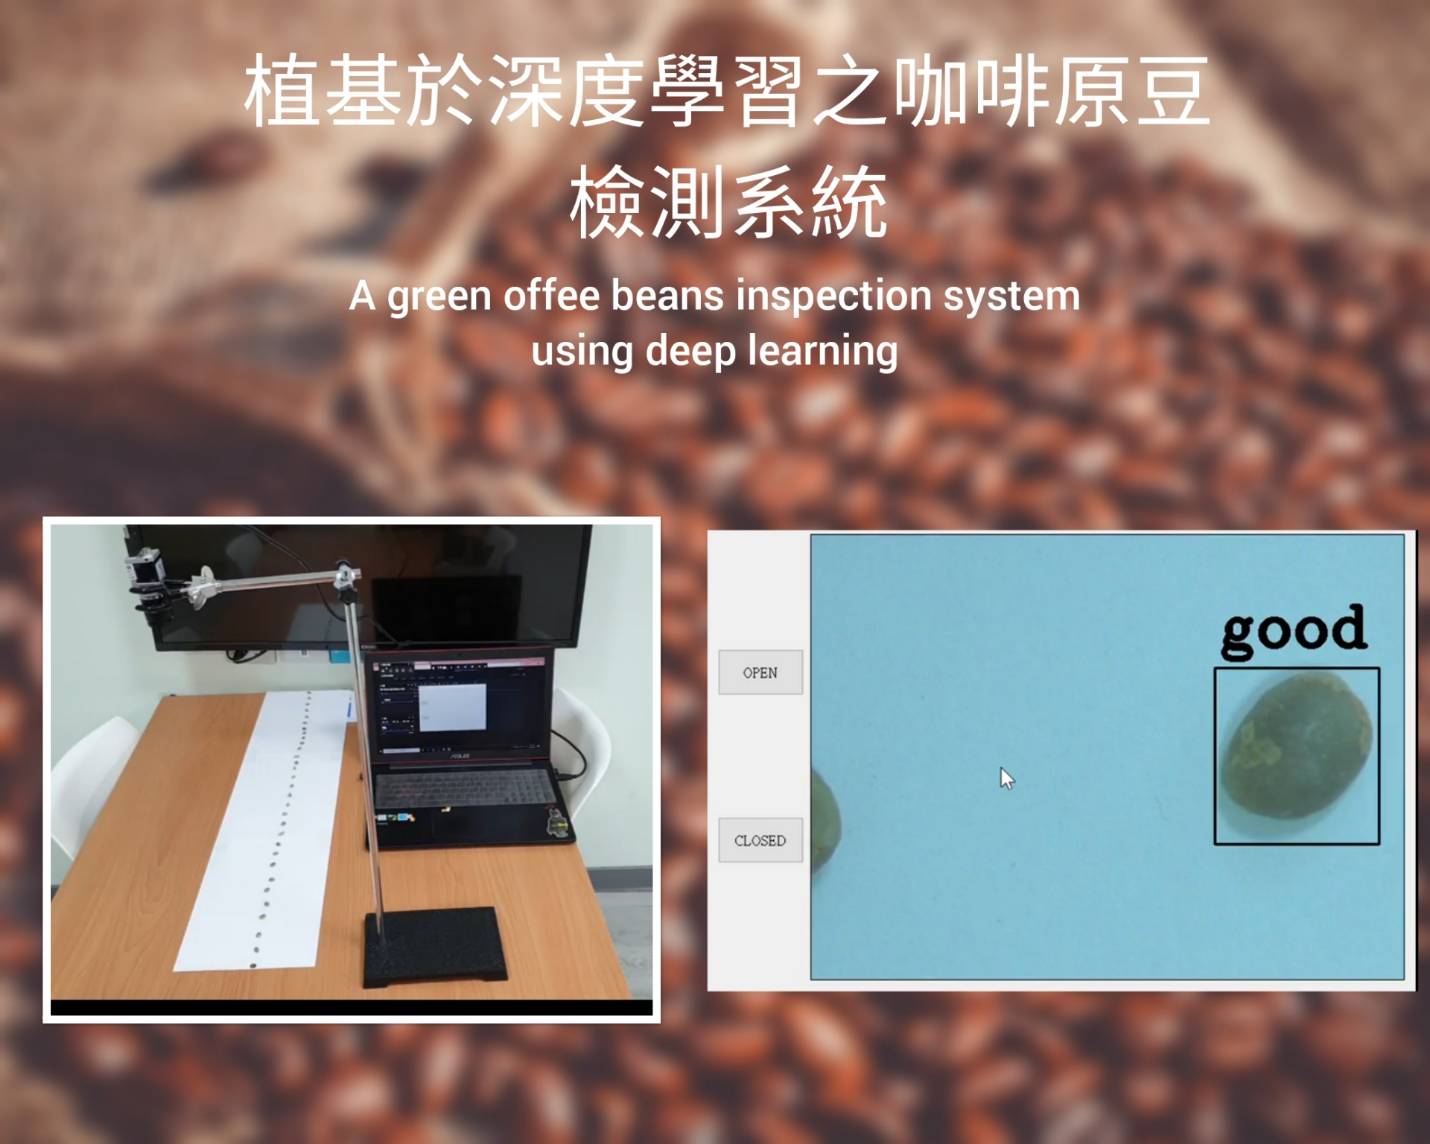 植基於深度學習之咖啡原豆
檢測系統
A green offee beans inspection system
using deep learning
good
OPEN
CLOSED
ASUS